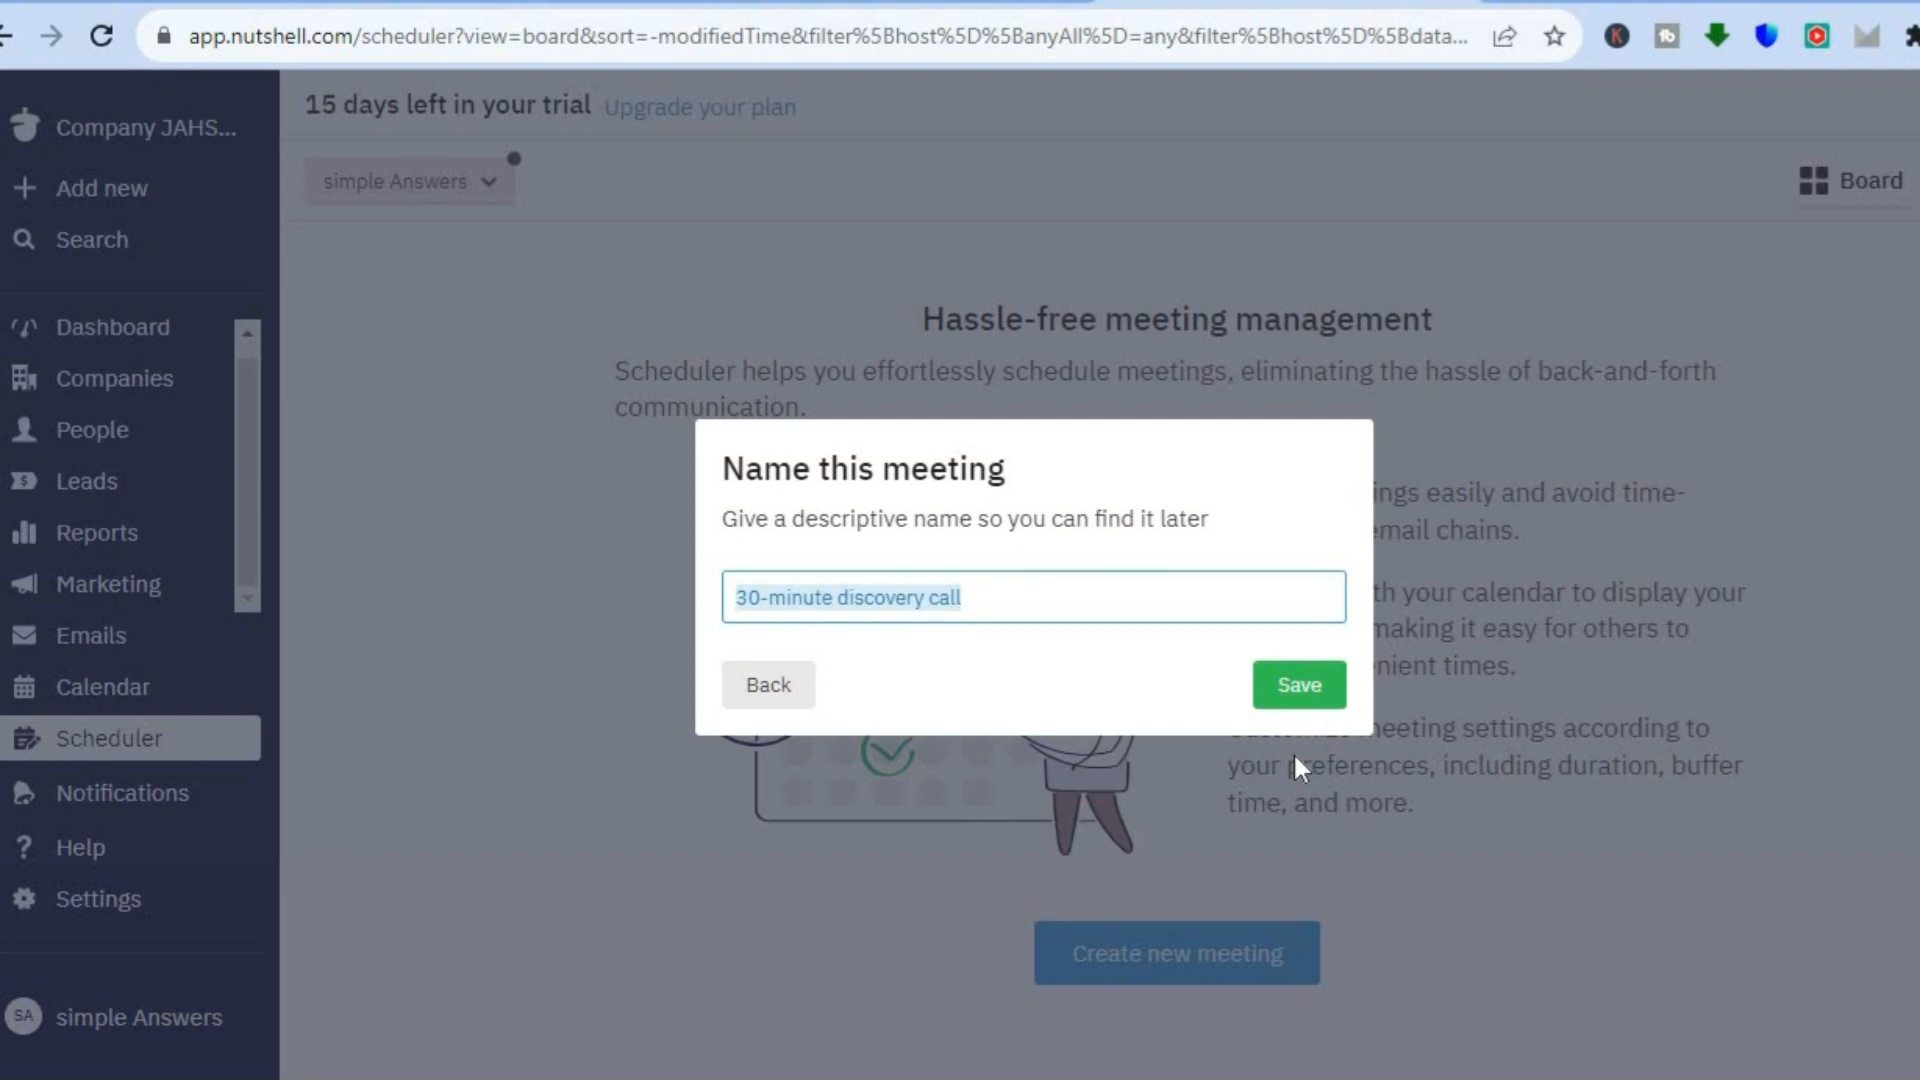 app.nutshell.com/scheduler?view=board&sort=-modifiedTime&filter%5Bhost%5D%5BanyAll%5D=any&filter%5Bhost%5D%5Bdata...
Company JAHS...
Add new
Search
Dashboard
Companies
People
Leads
Reports
Marketing
Emails
Calendar
Scheduler
Notifications
Help
Settings
SA
simple Answers
15 days left in your trial Upgrade your plan
simple Answers
Board
Hassle-free meeting management
Scheduler helps you effortlessly schedule meetings, eliminating the hassle of back-and-forth
communication.
Name this meeting
Give a descriptive name so you can find it later
30-minute discovery call
Back
Save
ings easily and avoid time-
email chains.
th your calendar to display your
making it easy for others to
nient times.
Customize meeting settings according to
your preferences, including duration, buffer
time, and more.
Create new meeting